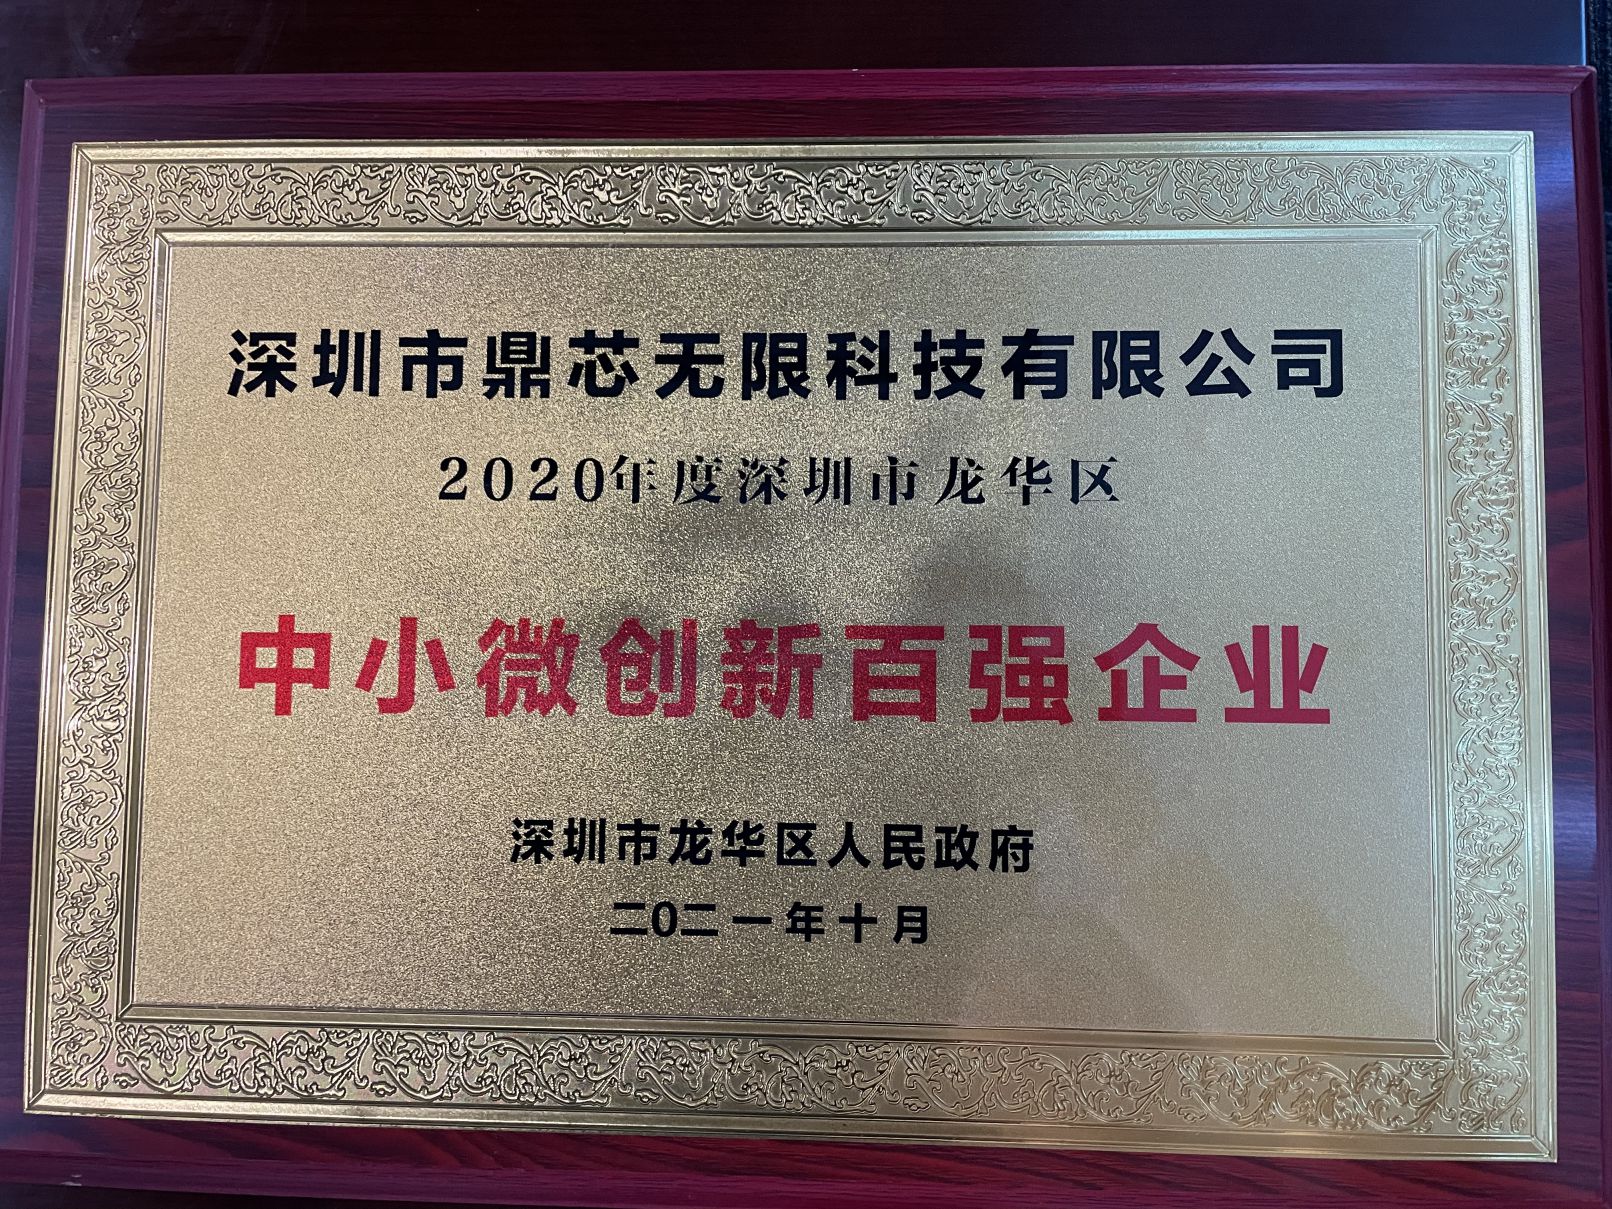 深圳市鼎芯无限科技有限公司
2020年度深圳市龙华区
中小微创新百强企业
深圳市龙华区人民政府
二0二一年十月